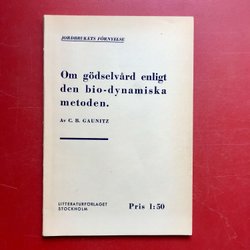 JORDBRUKETS FÖRNYELSE
Om gödselvård enligt
den bio-dynamiska
metoden.
Av C. B. GAUNITZ
LITTERATURFÖRLAGET
STOCKHOLM
Pris 1:50